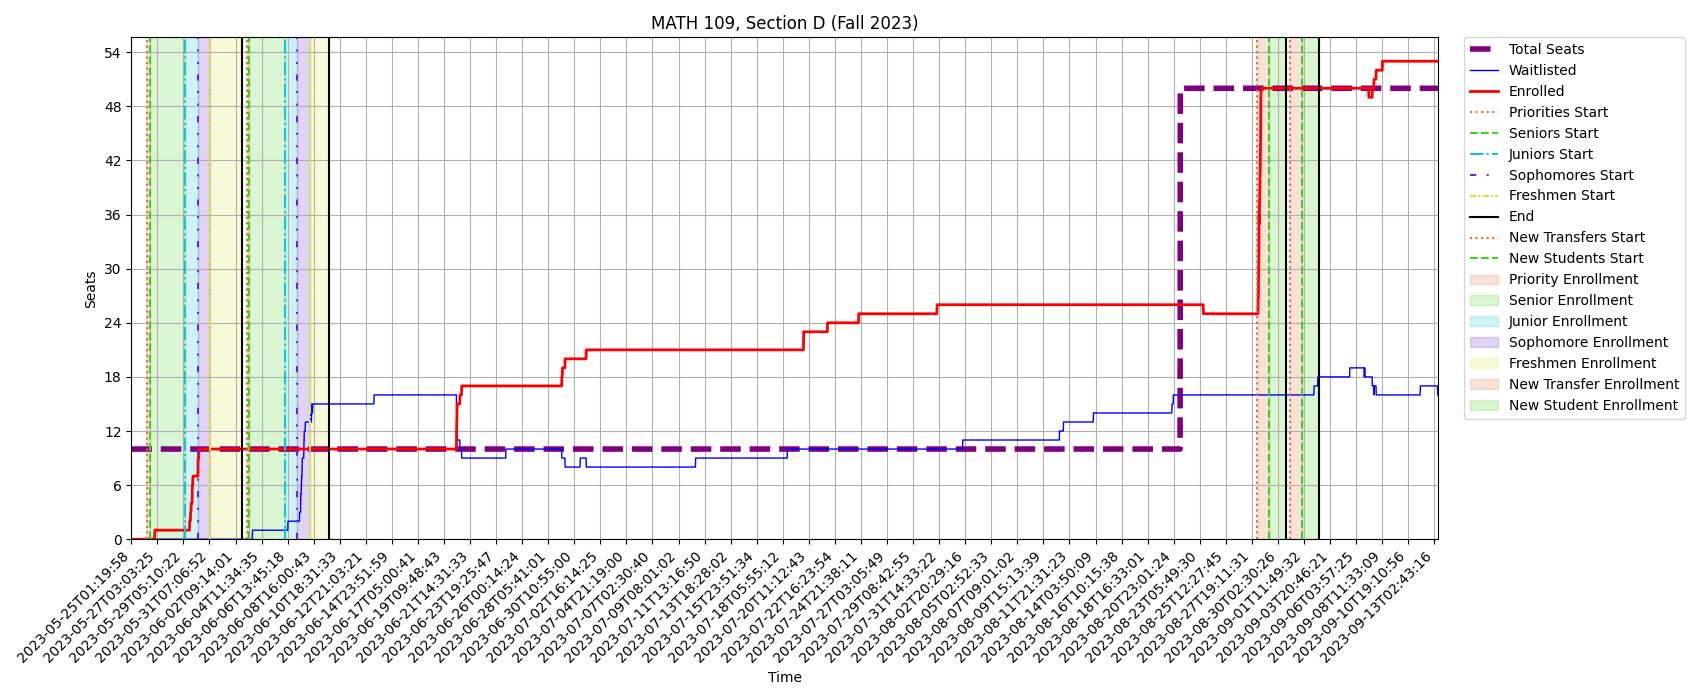 MATH 109, Section D (Fall 2023)
54
48
42
36
30
24
18
12
6
0
Seats
2023-05-25T01:19:58
2023-05-27T03:03:25
2023-05-29T05:10:22
2023-05-31T07:06:52
2023-06-02T09:14:01
2023-06-04T11:34:35
2023-06-06T13:45:18
2023-06-08T16:00:43
2023-06-10T18:31:33
2023-06-12T21:03:21
2023-06-14T23:51:59
2023-06-17T05:00:41
2023-06-19T09:48:43
2023-06-21T14:31:33
2023-06-23T19:25:47
2023-06-26T00:14:24
2023-06-28T05:41:01
2023-06-30T10:55:00
2023-07-02T16:14:25
2023-07-04T21:19:00
2023-07-07T02:30:40
2023-07-09T08:01:02
2023-07-11T13:16:50
2023-07-13T18:28:02
2023-07-15T23:51:34
2023-07-18T05:55:12
2023-07-20T11:12:43
2023-07-22T16:23:54
2023-07-24T21:38:11
2023-07-27T03:05:49
2023-07-29T08:42:55
2023-07-31T14:33:22
2023-08-02T20:29:16
2023-08-05T02:52:33
2023-08-07T09:01:02
2023-08-09T15:13:39
2023-08-11T21:31:23
2023-08-14T03:50:09
2023-08-16T10:15:38
2023-08-18T16:33:01
2023-08-20T23:01:24
2023-08-23T05:49:30
2023-08-25T12:27:45
2023-08-27T19:11:31
2023-08-30T02:30:26
2023-09-01T11:49:32
2023-09-03T20:46:21
2023-09-06T03:57:25
2023-09-08T11:33:09
2023-09-10T19:10:56
2023-09-13T02:43:16
Time
Total Seats
Waitlisted
Enrolled
Priorities Start
Seniors Start
Juniors Start
Sophomores Start
Freshmen Start
End
New Transfers Start
New Students Start
Priority Enrollment
Senior Enrollment
Junior Enrollment
Sophomore Enrollment
Freshmen Enrollment
New Transfer Enrollment
New Student Enrollment